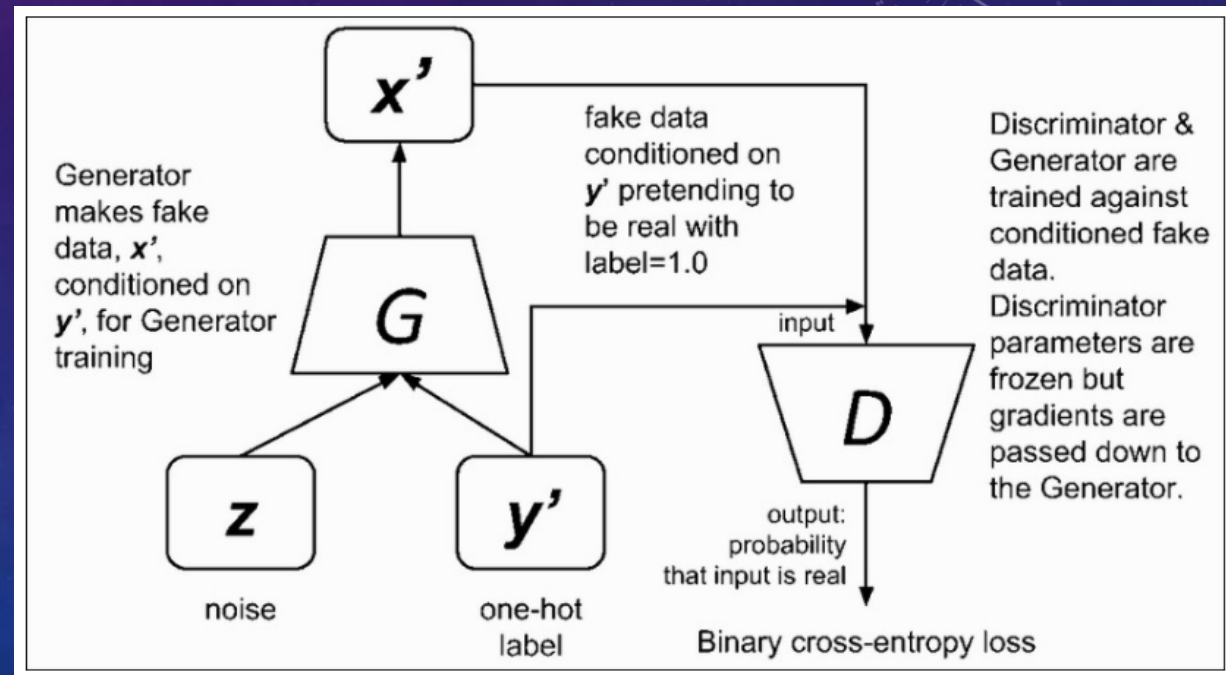 x’
Generator
makes fake
data, x’,
conditioned on
y’, for Generator
training
fake data
conditioned on
y’ pretending to
be real with
label=1.0
Discriminator &
Generator are
trained against
conditioned fake
data.
Discriminator
parameters are
frozen but
gradients are
passed down to
the Generator.
G
input
D
z
y’
noise
one-hot
label
output:
probability
that input is real
Binary cross-entropy loss